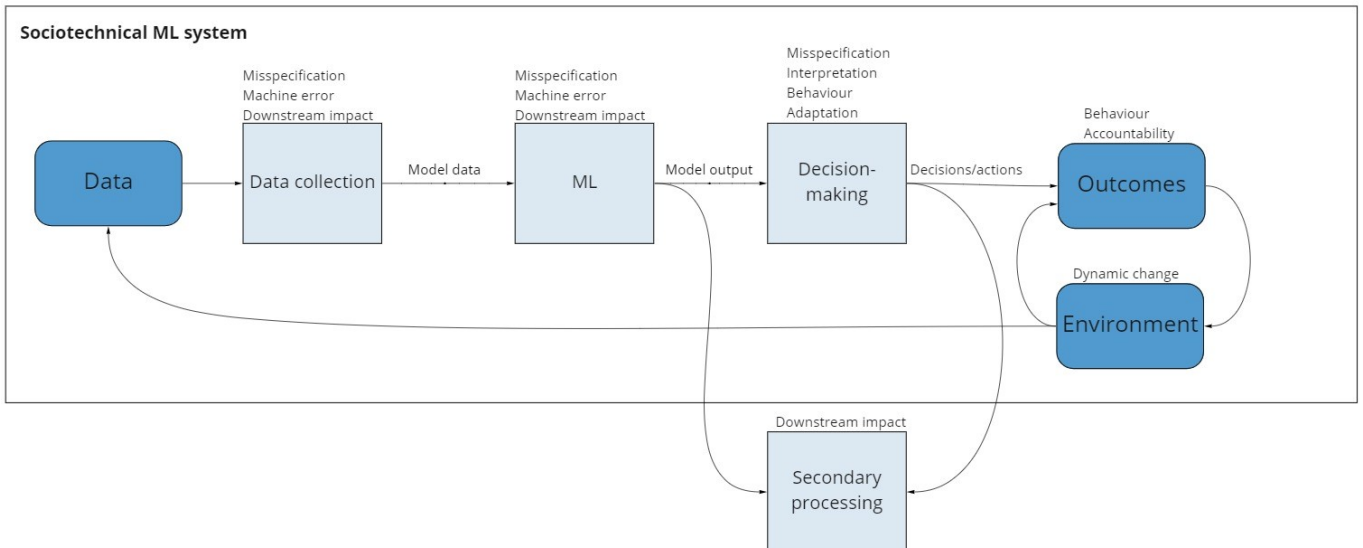 Sociotechnical ML system
Misspecification
Machine error
Downstream impact
Data collection
Misspecification
Machine error
Downstream impact
ML
Misspecification
Interpretation
Behaviour
Adaptation
Decision-
making
Behaviour
Accountability
Outcomes
Data
Model data
Model output
Decisions/actions
Dynamic change
Environment
Downstream impact
Secondary
processing